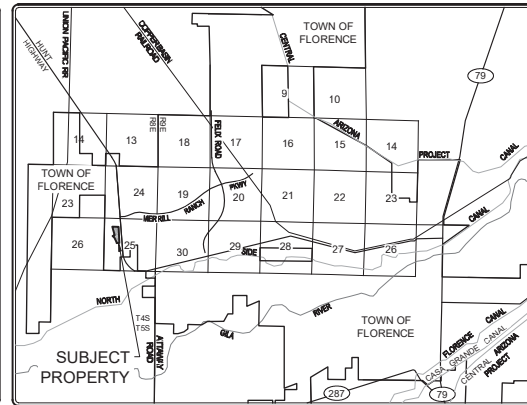 TOWN OF
FLORENCE
UNION PACIFIC RR
HUNT
HIGHWAY
COPPER BASIN
RAILROAD
CENTRAL
79
9
10
R8E
R9E
FELIX ROAD
14
13
18
17
16
15
14
ARIZONA
PROJECT
CANAL
TOWN OF
FLORENCE
23
24
19
20
21
22
23
MERRILL
RANCH
PKWY
CANAL
26
25
30
29
28
27
26
SIDE
NORTH
T4S
T5S
ATTAWAY
ROAD
GILA
RIVER
TOWN OF
FLORENCE
SUBJECT
PROPERTY
FLORENCE CANAL
CASA GRANDE CANAL
CENTRAL ARIZONA
PROJECT
287
79